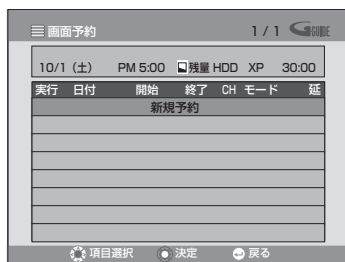 画面予約 1 / 1 GGUIDE
10/1 (土) PM 5:00 残量 HDD XP 30:00
実行 日付 開始 終了 CH モード 延
新規予約
項目選択 決定 戻る